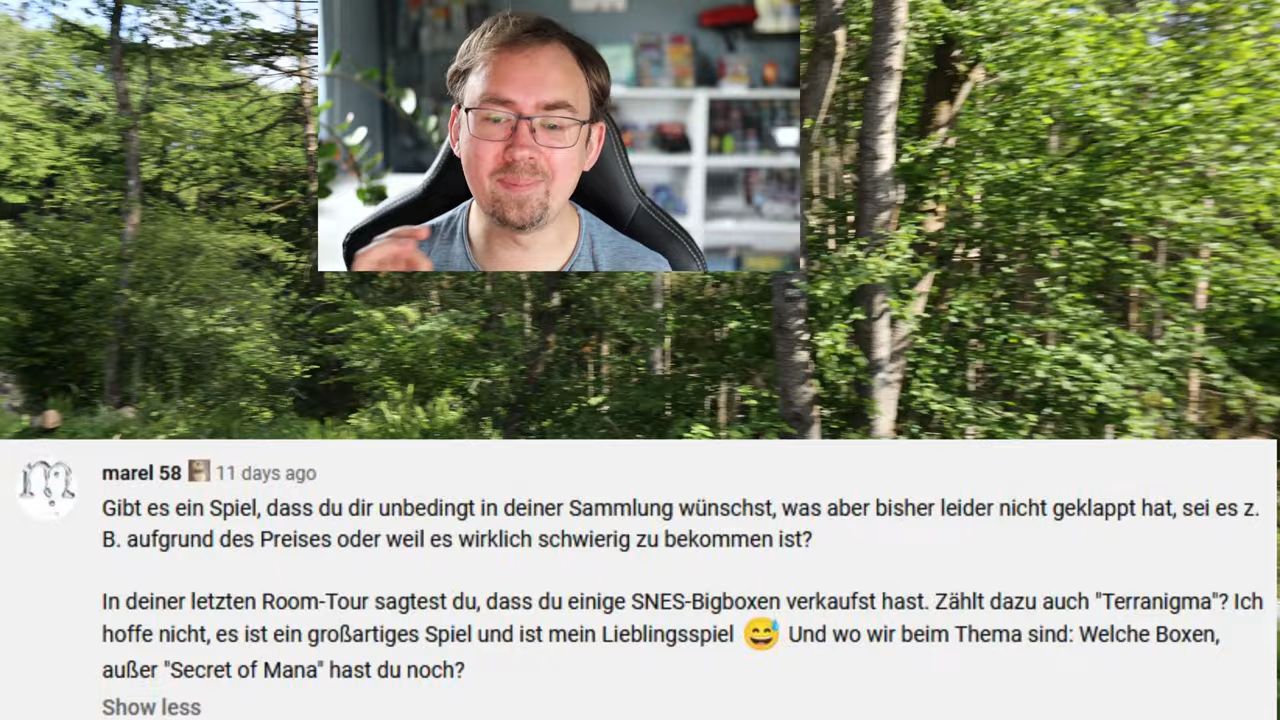 marel 58 11 days ago
Gibt es ein Spiel, dass du dir unbedingt in deiner Sammlung wünschst, was aber bisher leider nicht geklappt hat, sei es z.
B. aufgrund des Preises oder weil es wirklich schwierig zu bekommen ist?
In deiner letzten Room-Tour sagtest du, dass du einige SNES-Bigboxen verkaufst hast. Zählt dazu auch "Terranigma"? Ich
hoffe nicht, es ist ein großartiges Spiel und ist mein Lieblingsspiel 😅 Und wo wir beim Thema sind: Welche Boxen,
außer "Secret of Mana" hast du noch?
Show less